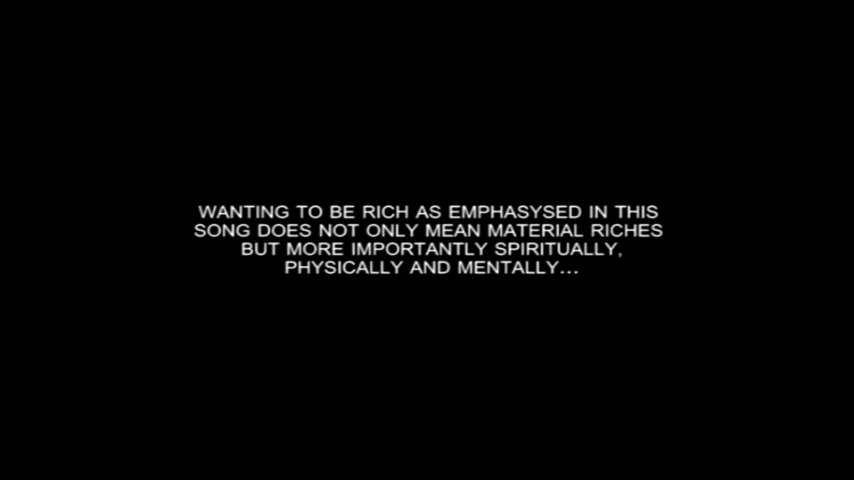 WANTING TO BE RICH AS EMPHASYSED IN THIS
SONG DOES NOT ONLY MEAN MATERIAL RICHES
BUT MORE IMPORTANTLY SPIRITUALLY,
PHYSICALLY AND MENTALLY...